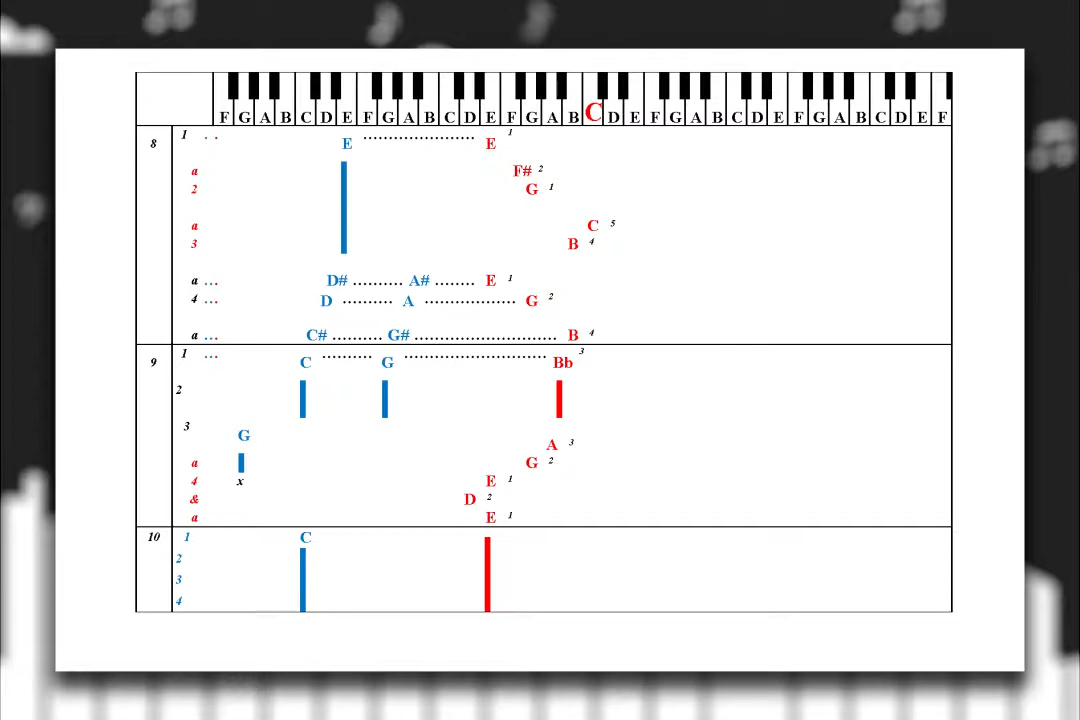 F G A B C D E F G A B C D E F G A B C D E F G A B C D E F G A B C D E F
8 1 .. E ...................... E 1
a F# 2
2 G 1
a C 5
3 B 4
a ... D# .......... A# ........ E 1
4 ... D .......... A .................. G 2
a ... C# .......... G# ............................ B 4
9 1 ... C .......... G ............................ Bb 3
2
3
G
A 3
a G 2
4 x E 1
& D 2
a E 1
10 1 C
2
3
4